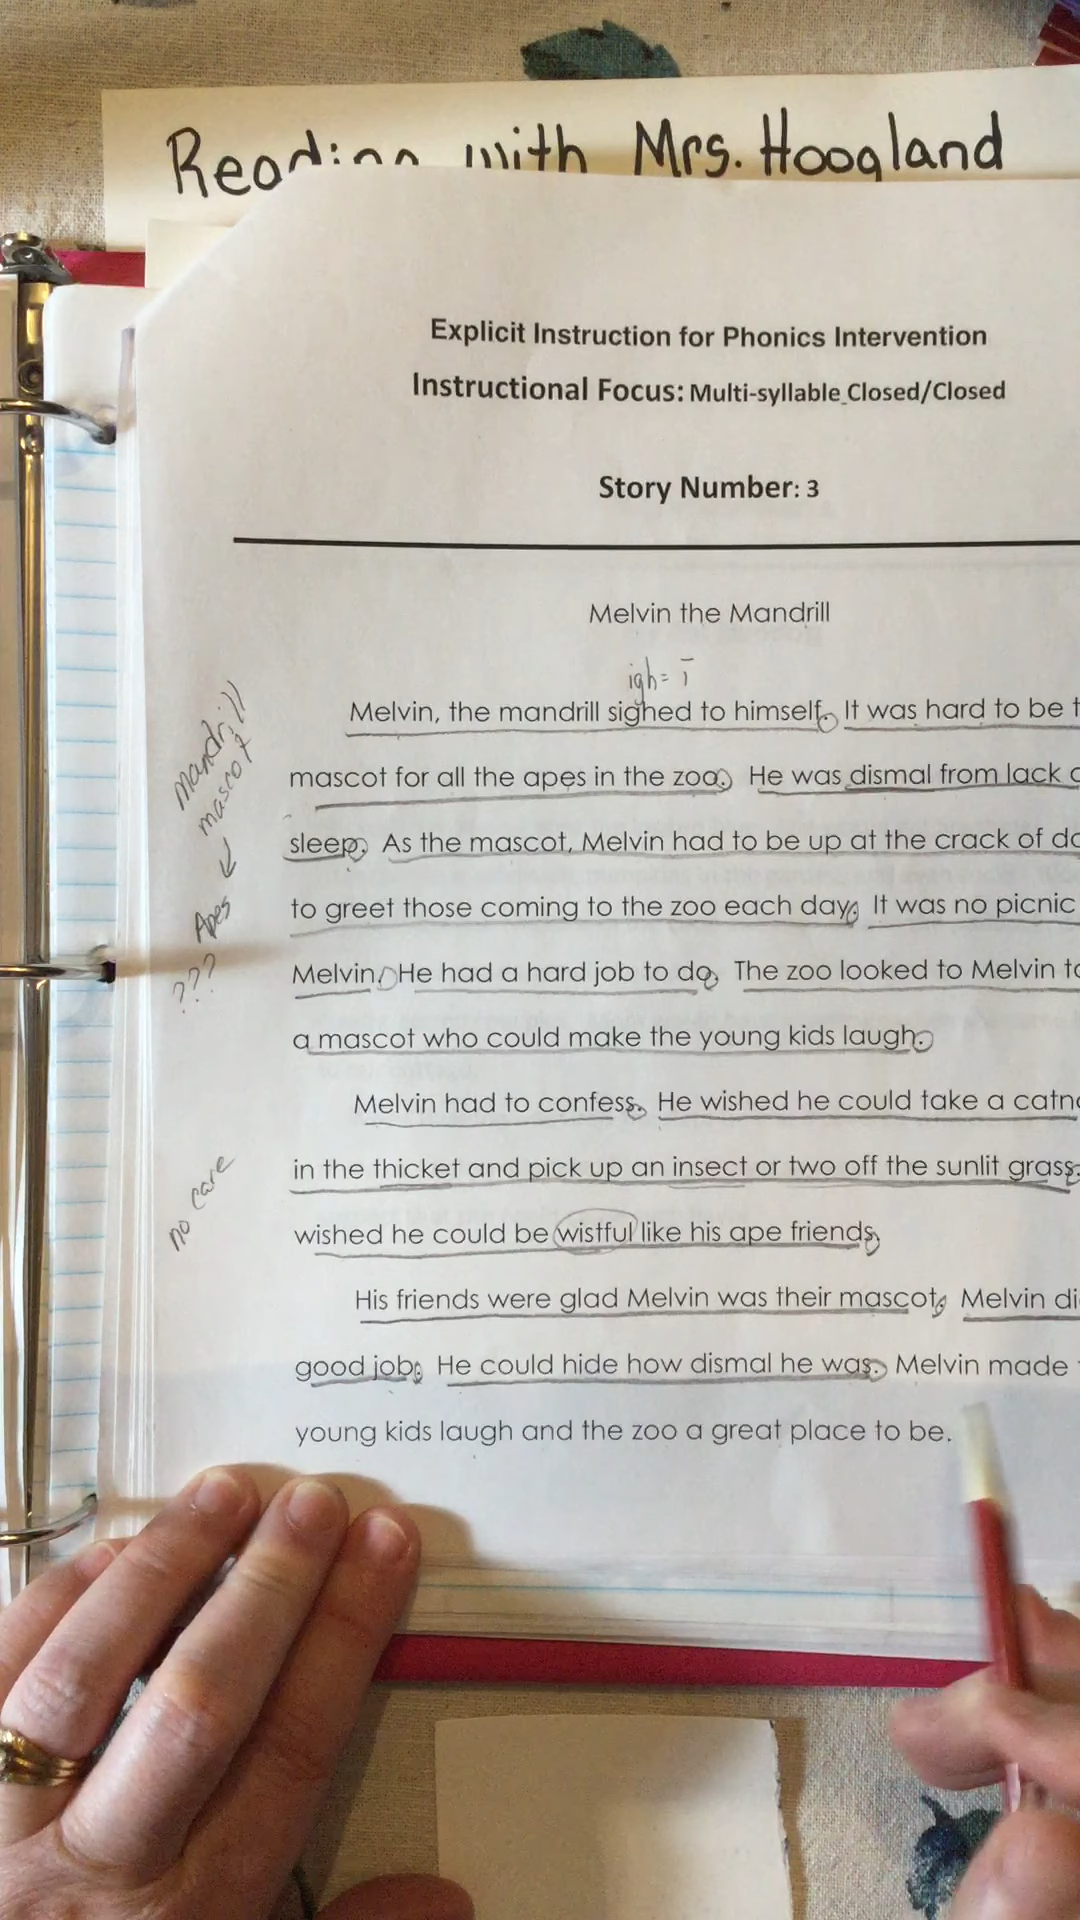 Reading with Mrs. Hoogland
Explicit Instruction for Phonics Intervention
Instructional Focus: Multi-syllable Closed/Closed
Story Number: 3
Melvin the Mandrill
igh = ī
Melvin, the mandrill sighed to himself. It was hard to be t
mascot for all the apes in the zoo. He was dismal from lack o
sleep. As the mascot, Melvin had to be up at the crack of da
to greet those coming to the zoo each day. It was no picnic
Melvin. He had a hard job to do. The zoo looked to Melvin to
a mascot who could make the young kids laugh.
Melvin had to confess. He wished he could take a catna
in the thicket and pick up an insect or two off the sunlit grass.
wished he could be wistful like his ape friends.
His friends were glad Melvin was their mascot. Melvin di
good job. He could hide how dismal he was. Melvin made
young kids laugh and the zoo a great place to be.
mandrill
mascot
Apes
???
no care